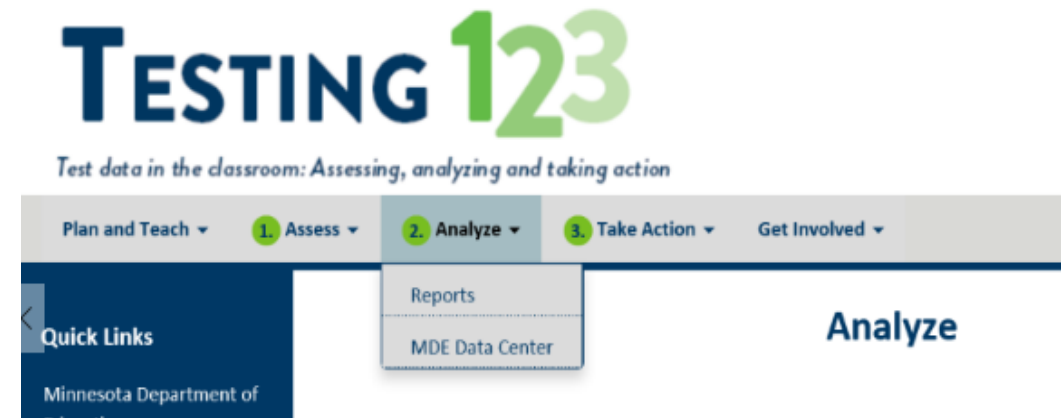 TESTING 123
Test data in the classroom: Assessing, analyzing and taking action
Plan and Teach 1. Assess 2. Analyze 3. Take Action Get Involved
Reports
MDE Data Center
Analyze
Quick Links
Minnesota Department of